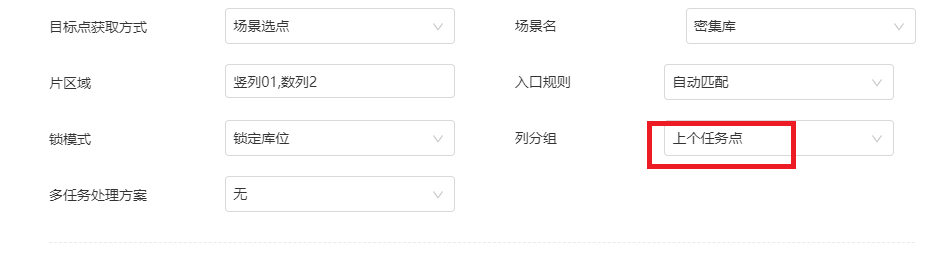 目标点获取方式 场景选点 场景名 密集库
片区域 竖列01,数列2 入口规则 自动匹配
锁模式 锁定库位 列分组 上个任务点
多任务处理方案 无